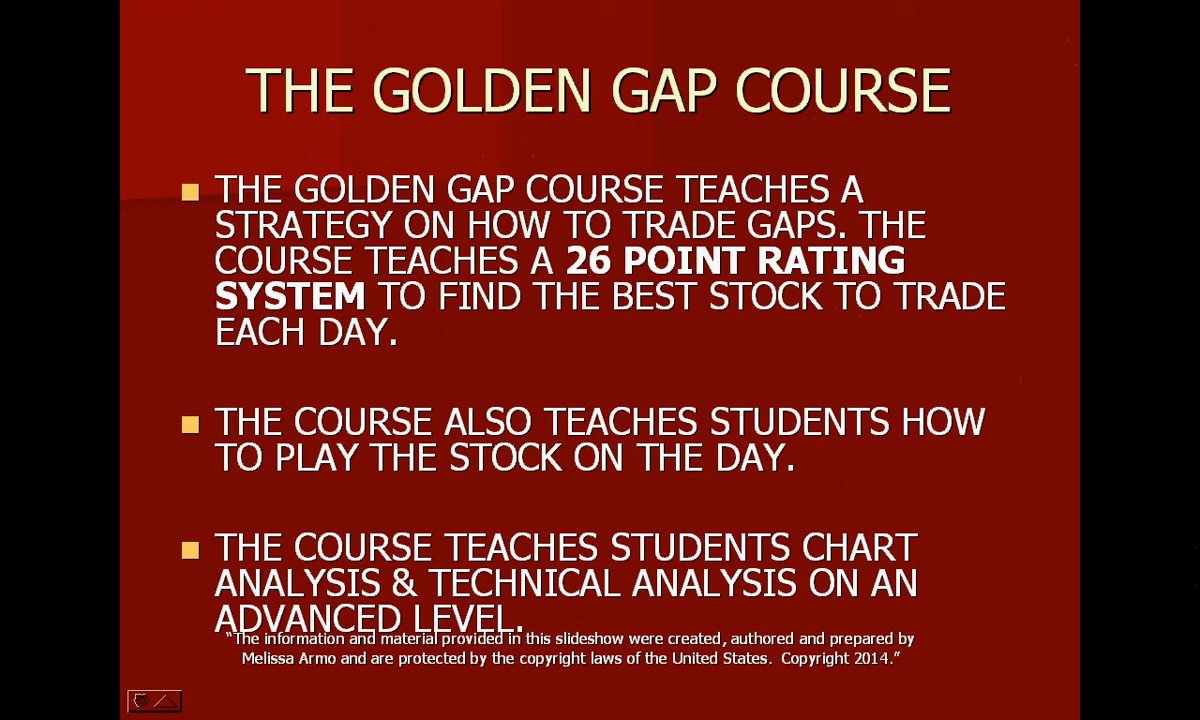 THE GOLDEN GAP COURSE
THE GOLDEN GAP COURSE TEACHES A
STRATEGY ON HOW TO TRADE GAPS. THE
COURSE TEACHES A 26 POINT RATING
SYSTEM TO FIND THE BEST STOCK TO TRADE
EACH DAY.
THE COURSE ALSO TEACHES STUDENTS HOW
TO PLAY THE STOCK ON THE DAY.
THE COURSE TEACHES STUDENTS CHART
ANALYSIS & TECHNICAL ANALYSIS ON AN
ADVANCED LEVEL.
“The information and material provided in this slideshow were created, authored and prepared by
Melissa Armo and are protected by the copyright laws of the United States. Copyright 2014.”